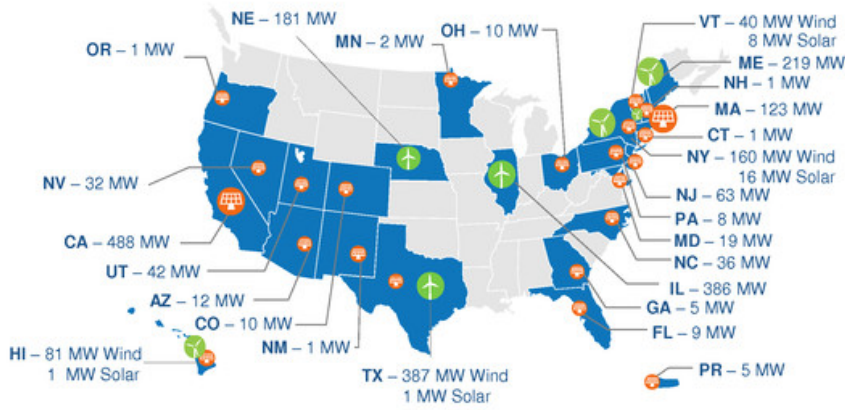 NE – 181 MW
MN – 2 MW
OH – 10 MW
VT – 40 MW Wind
8 MW Solar
OR – 1 MW
ME – 219 MW
NH – 1 MW
MA – 123 MW
CT – 1 MW
NY – 160 MW Wind
16 MW Solar
NV – 32 MW
NJ – 63 MW
PA – 8 MW
CA – 488 MW
MD – 19 MW
NC – 36 MW
UT – 42 MW
IL – 386 MW
AZ – 12 MW
GA – 5 MW
CO – 10 MW
FL – 9 MW
NM – 1 MW
HI – 81 MW Wind
1 MW Solar
TX – 387 MW Wind
1 MW Solar
PR – 5 MW